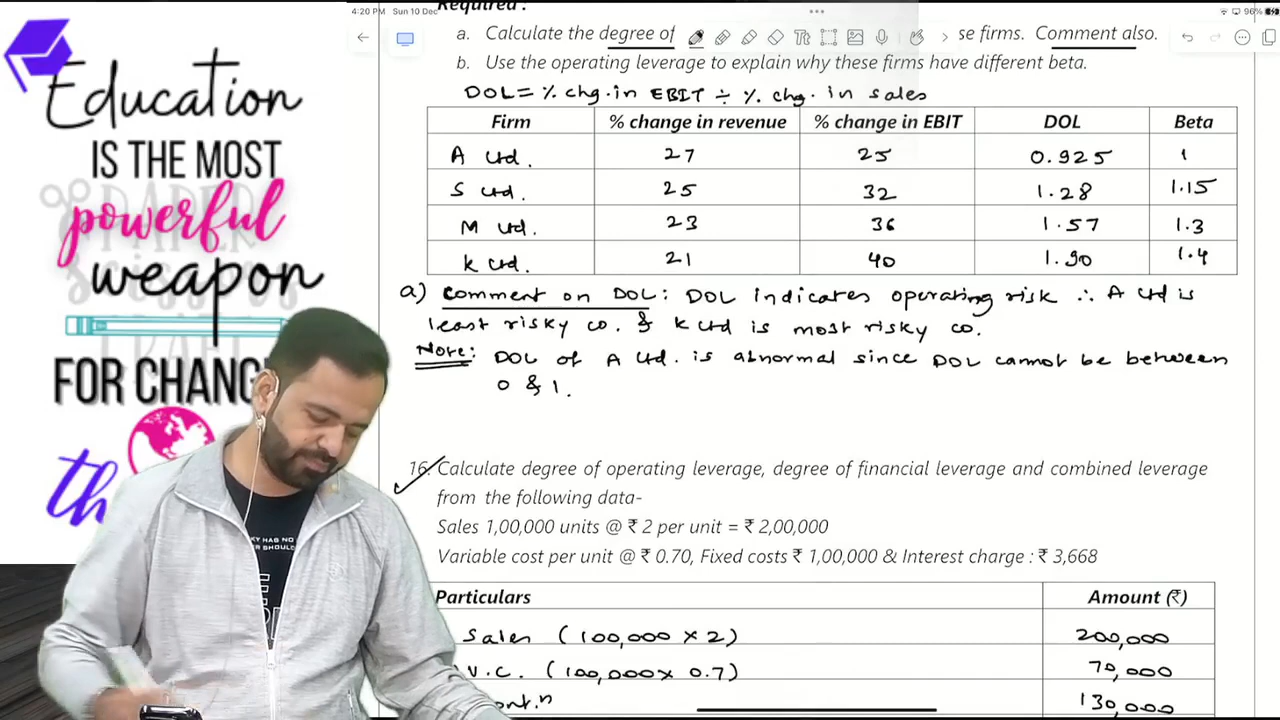 4:20 PM Sun 10 Dec
96%
Required :
a. Calculate the degree of
se firms. Comment also.
b. Use the operating leverage to explain why these firms have different beta.
DOL = % chg. in EBIT ÷ % chg. in sales
Firm % change in revenue % change in EBIT DOL Beta
A Ltd. 27 25 0.925 1
S Ltd. 25 32 1.28 1.15
M Ltd. 23 36 1.57 1.3
K Ltd. 21 40 1.90 1.4
a) Comment on DOL: DOL indicates operating risk ∴ A Ltd is
least risky co. & K Ltd is most risky co.
Note: DOL of A Ltd. is abnormal since DOL cannot be between
0 & 1.
16. Calculate degree of operating leverage, degree of financial leverage and combined leverage
from the following data-
Sales 1,00,000 units @ ₹ 2 per unit = ₹ 2,00,000
Variable cost per unit @ ₹ 0.70, Fixed costs ₹ 1,00,000 & Interest charge : ₹ 3,668
Particulars Amount (₹)
Sales (100,000 × 2) 200,000
V.C. (100,000 × 0.7) 70,000
ont.n 130,000
Education
IS THE MOST
powerful
weapon
FOR CHANG
th